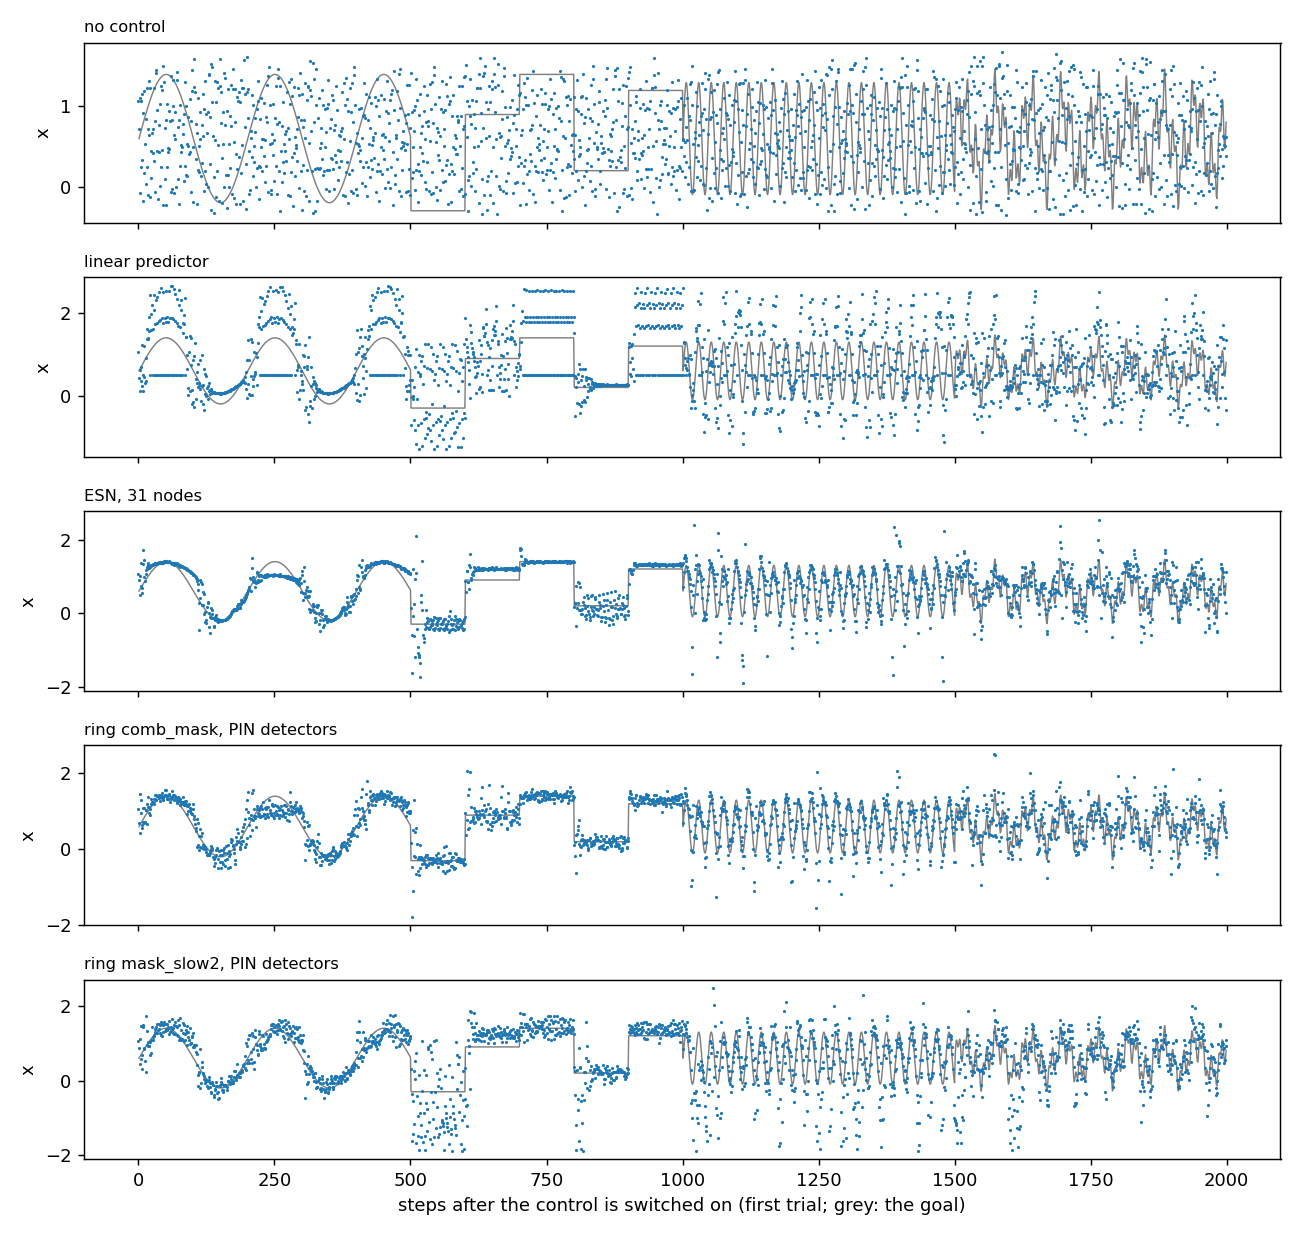 no control
x
1
0
linear predictor
x
2
0
ESN, 31 nodes
x
2
0
−2
ring comb_mask, PIN detectors
x
2
0
−2
ring mask_slow2, PIN detectors
x
2
0
−2
0 250 500 750 1000 1250 1500 1750 2000
steps after the control is switched on (first trial; grey: the goal)